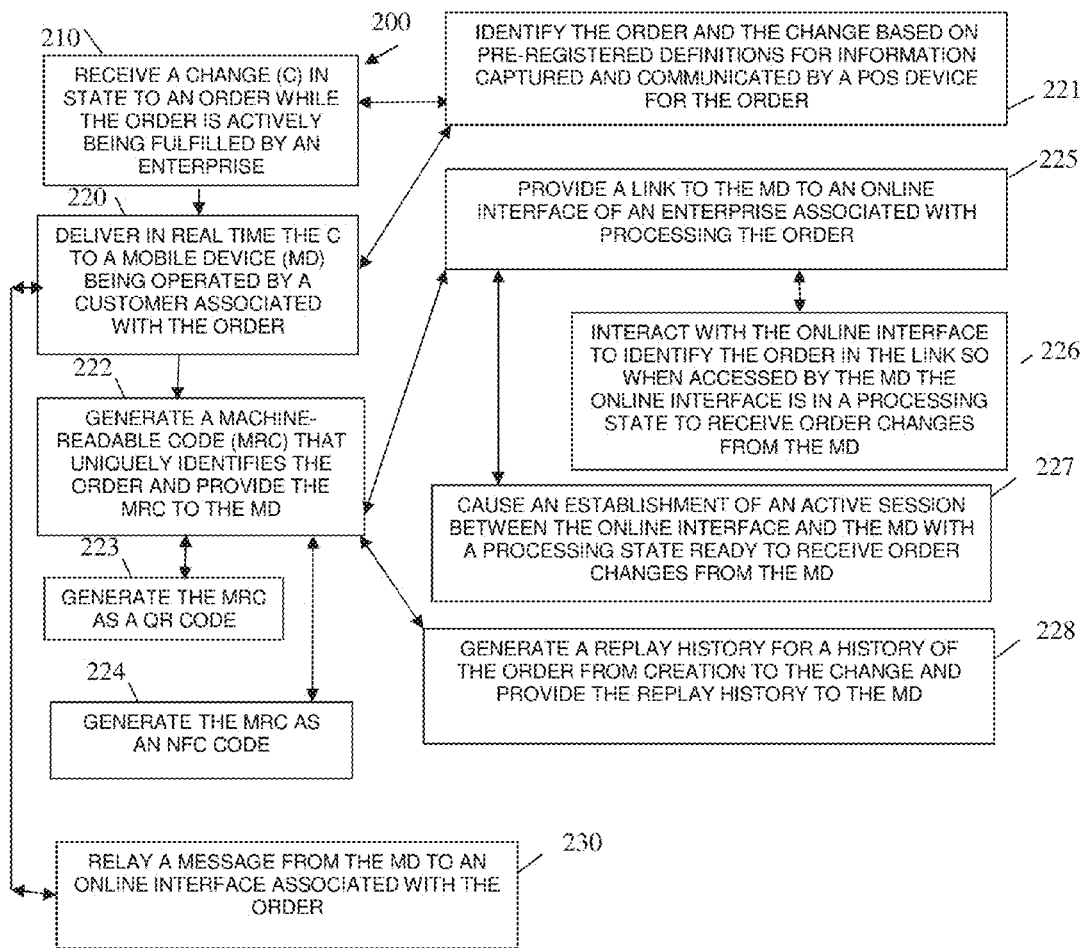 210
200
RECEIVE A CHANGE (C) IN
STATE TO AN ORDER WHILE
THE ORDER IS ACTIVELY
BEING FULFILLED BY AN
ENTERPRISE
IDENTIFY THE ORDER AND THE CHANGE BASED ON
PRE-REGISTERED DEFINITIONS FOR INFORMATION
CAPTURED AND COMMUNICATED BY A POS DEVICE
FOR THE ORDER
221
220
DELIVER IN REAL TIME THE C
TO A MOBILE DEVICE (MD)
BEING OPERATED BY A
CUSTOMER ASSOCIATED
WITH THE ORDER
225
PROVIDE A LINK TO THE MD TO AN ONLINE
INTERFACE OF AN ENTERPRISE ASSOCIATED WITH
PROCESSING THE ORDER
INTERACT WITH THE ONLINE INTERFACE
TO IDENTIFY THE ORDER IN THE LINK SO
WHEN ACCESSED BY THE MD THE
ONLINE INTERFACE IS IN A PROCESSING
STATE TO RECEIVE ORDER CHANGES
FROM THE MD
226
222
GENERATE A MACHINE-
READABLE CODE (MRC) THAT
UNIQUELY IDENTIFIES THE
ORDER AND PROVIDE THE
MRC TO THE MD
227
CAUSE AN ESTABLISHMENT OF AN ACTIVE SESSION
BETWEEN THE ONLINE INTERFACE AND THE MD WITH
A PROCESSING STATE READY TO RECEIVE ORDER
CHANGES FROM THE MD
223
GENERATE THE MRC
AS A QR CODE
228
GENERATE A REPLAY HISTORY FOR A HISTORY OF
THE ORDER FROM CREATION TO THE CHANGE AND
PROVIDE THE REPLAY HISTORY TO THE MD
224
GENERATE THE MRC AS
AN NFC CODE
230
RELAY A MESSAGE FROM THE MD TO AN
ONLINE INTERFACE ASSOCIATED WITH THE
ORDER